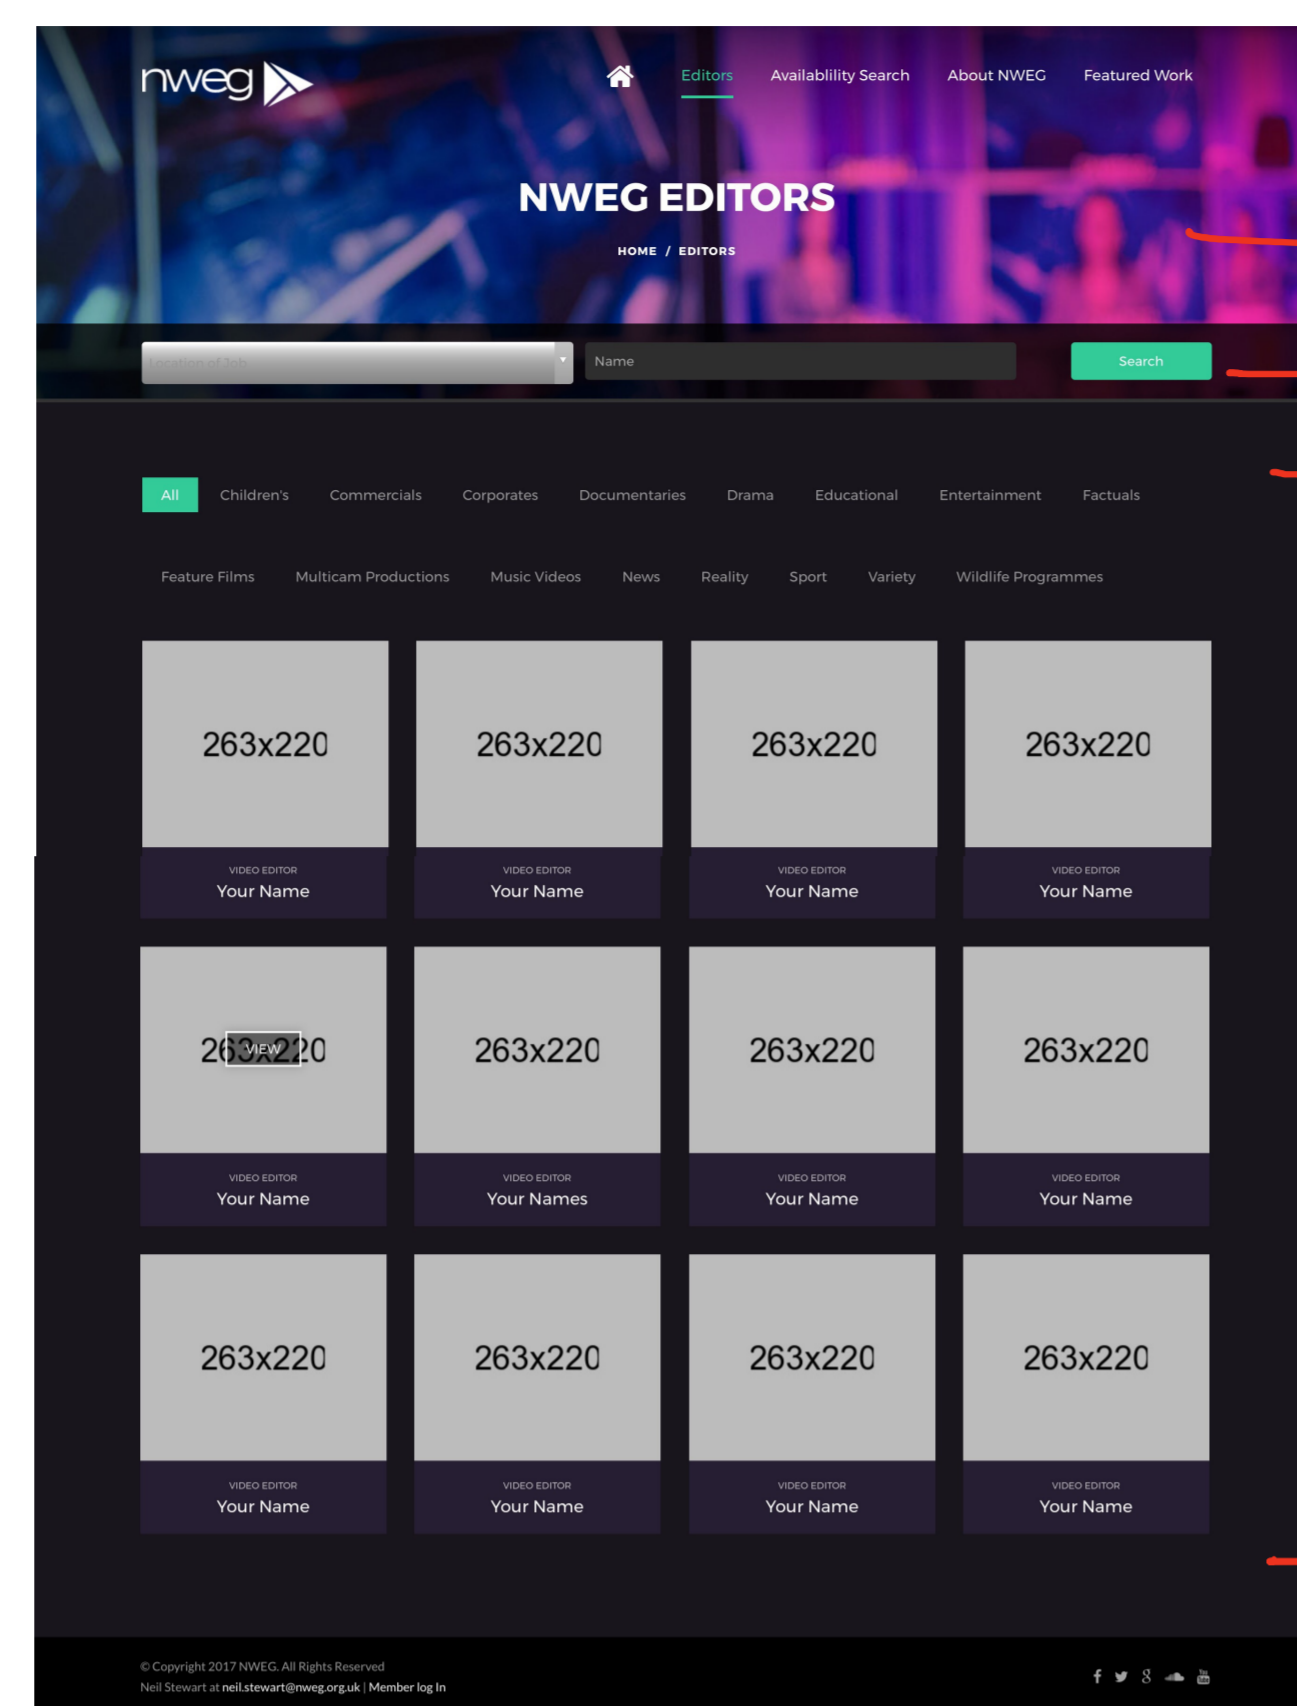 nweg
Editors Availablility Search About NWEG Featured Work
NWEG EDITORS
HOME / EDITORS
Location of Job Name Search
All Children's Commercials Corporates Documentaries Drama Educational Entertainment Factuals
Feature Films Multicam Productions Music Videos News Reality Sport Variety Wildlife Programmes
263x220 263x220 263x220 263x220
VIDEO EDITOR VIDEO EDITOR VIDEO EDITOR VIDEO EDITOR
Your Name Your Name Your Name Your Name
263x220 263x220 263x220 263x220
VIEW
VIDEO EDITOR VIDEO EDITOR VIDEO EDITOR VIDEO EDITOR
Your Name Your Names Your Name Your Name
263x220 263x220 263x220 263x220
VIDEO EDITOR VIDEO EDITOR VIDEO EDITOR VIDEO EDITOR
Your Name Your Name Your Name Your Name
© Copyright 2017 NWEG. All Rights Reserved
Neil Stewart at neil.stewart@nweg.org.uk | Member log In